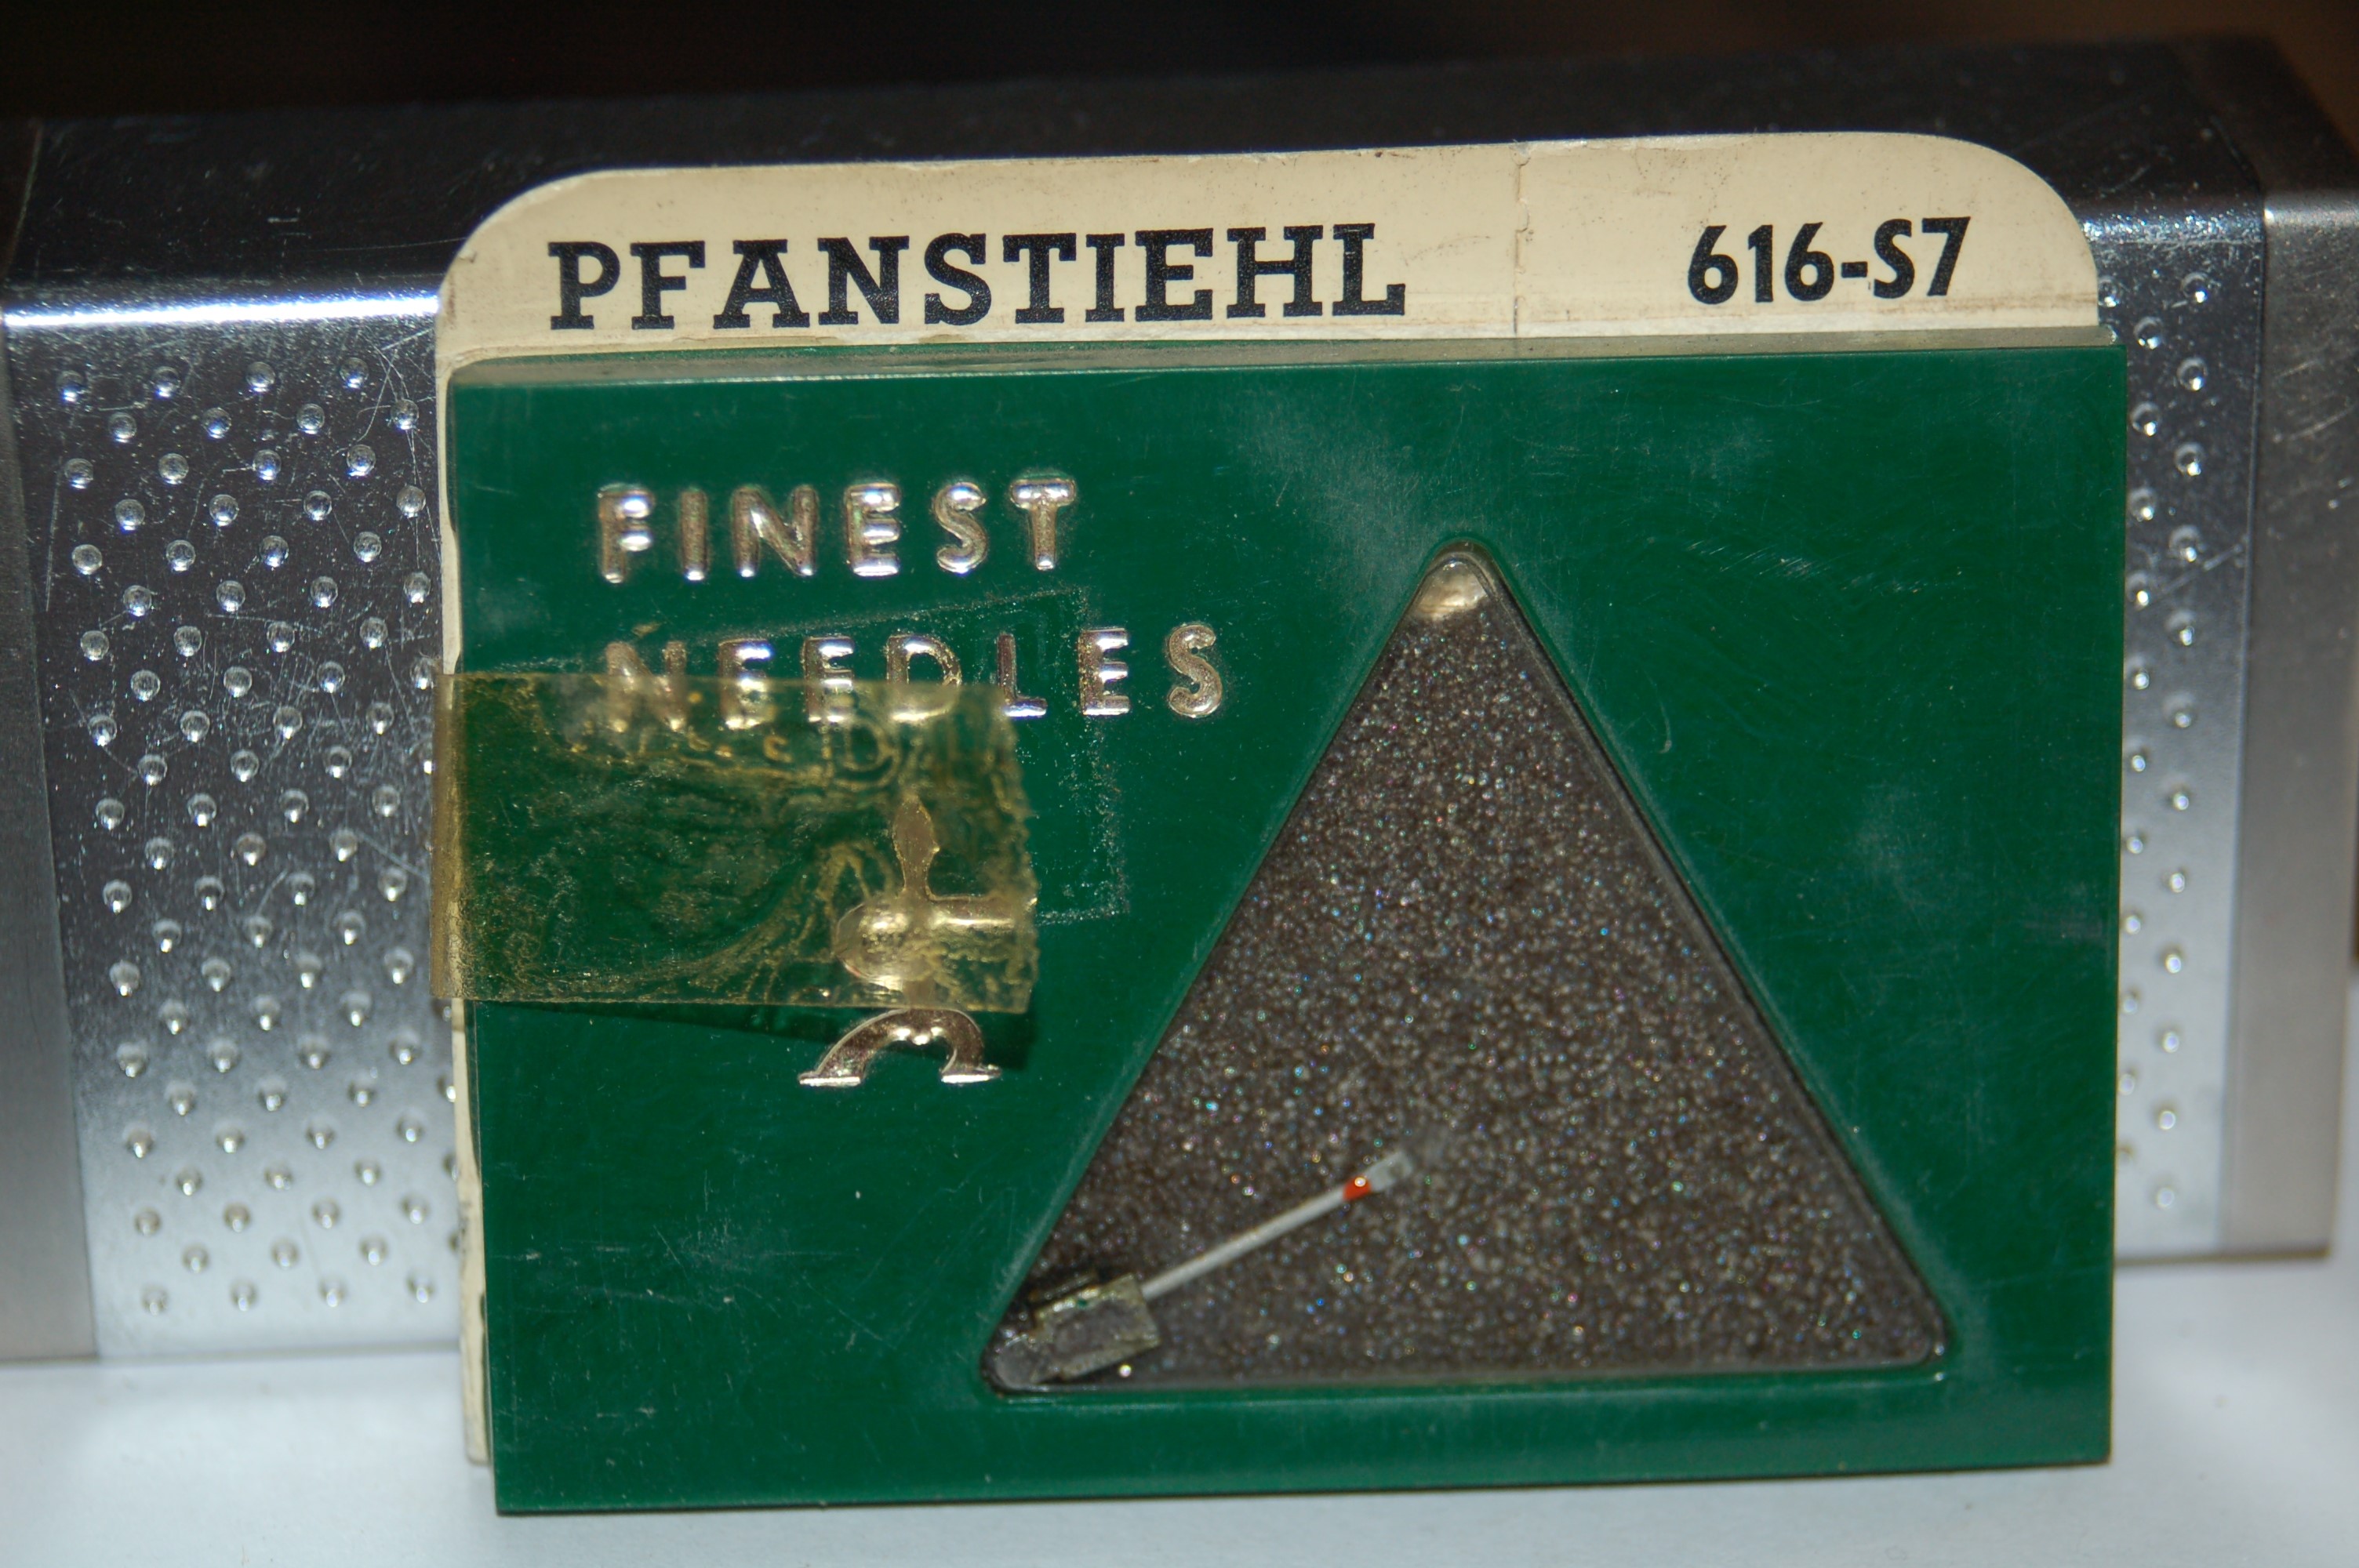 PFANSTIEHL 616-S7
FINEST
NEEDLES